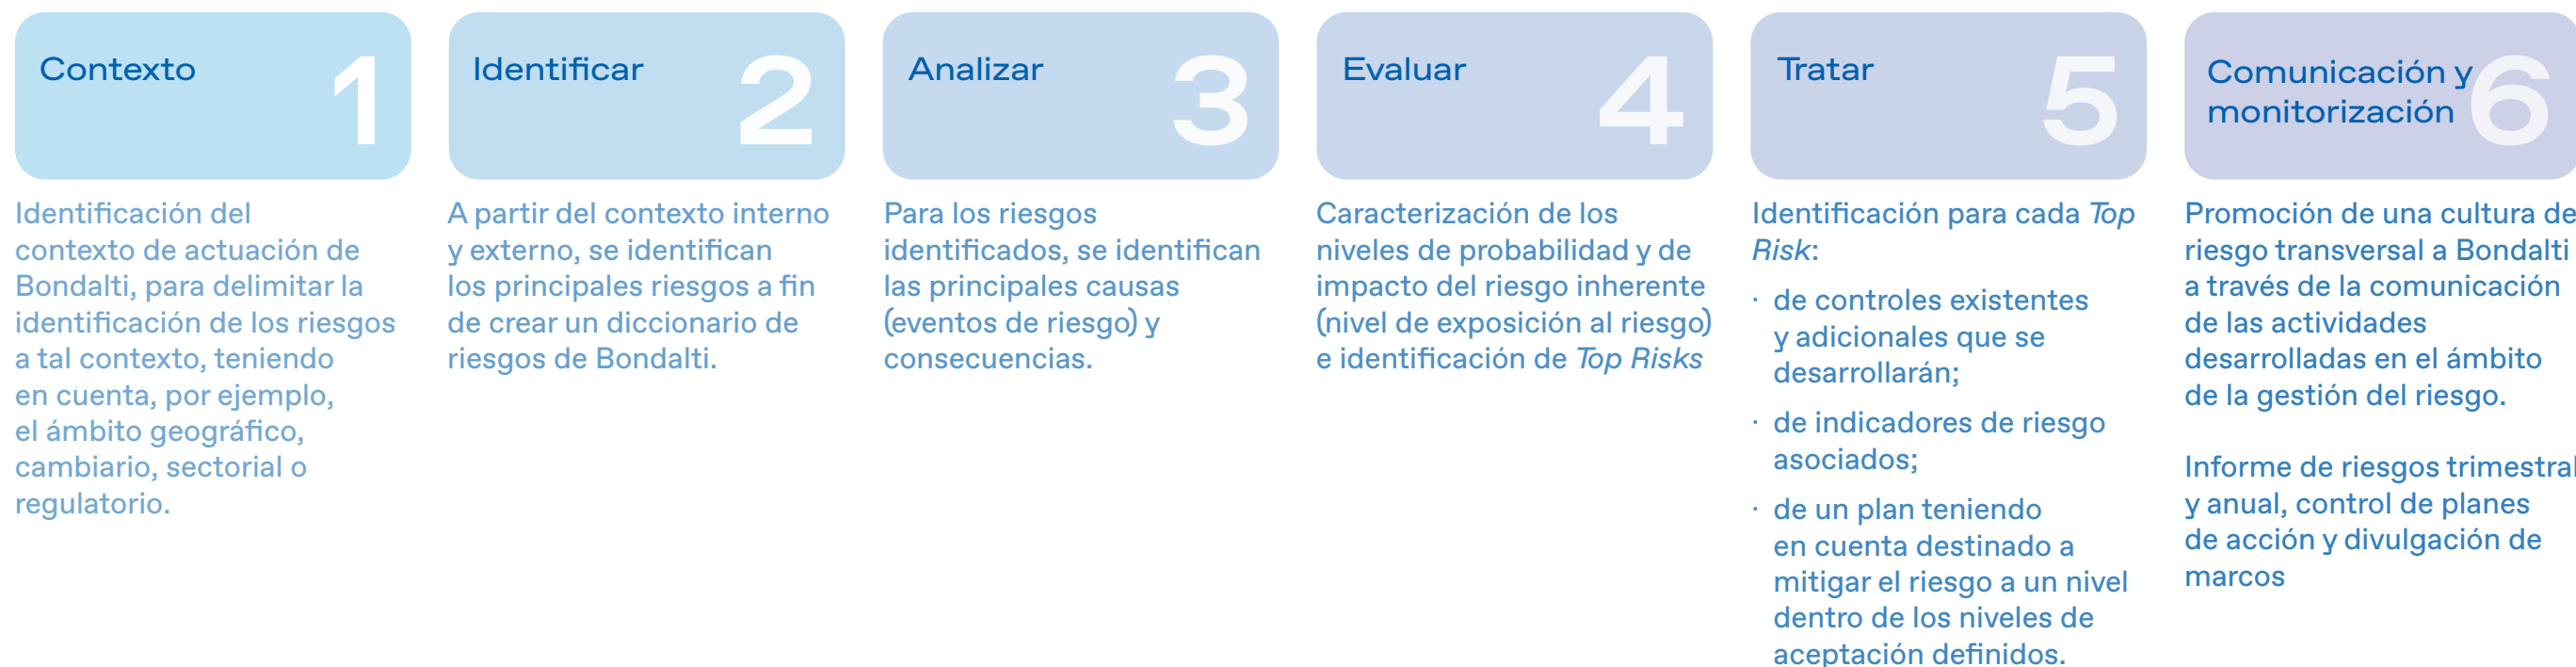 Contexto
1
Identificación del
contexto de actuación de
Bondalti, para delimitar la
identificación de los riesgos
a tal contexto, teniendo
en cuenta, por ejemplo,
el ámbito geográfico,
cambiario, sectorial o
regulatorio.
Identificar
2
A partir del contexto interno
y externo, se identifican
los principales riesgos a fin
de crear un diccionario de
riesgos de Bondalti.
Analizar
3
Para los riesgos
identificados, se identifican
las principales causas
(eventos de riesgo) y
consecuencias.
Evaluar
4
Caracterización de los
niveles de probabilidad y de
impacto del riesgo inherente
(nivel de exposición al riesgo)
e identificación de Top Risks
Tratar
5
Identificación para cada Top
Risk:
· de controles existentes
y adicionales que se
desarrollarán;
· de indicadores de riesgo
asociados;
· de un plan teniendo
en cuenta destinado a
mitigar el riesgo a un nivel
dentro de los niveles de
aceptación definidos.
Comunicación y
monitorización
6
Promoción de una cultura de
riesgo transversal a Bondalti
a través de la comunicación
de las actividades
desarrolladas en el ámbito
de la gestión del riesgo.
Informe de riesgos trimestral
y anual, control de planes
de acción y divulgación de
marcos